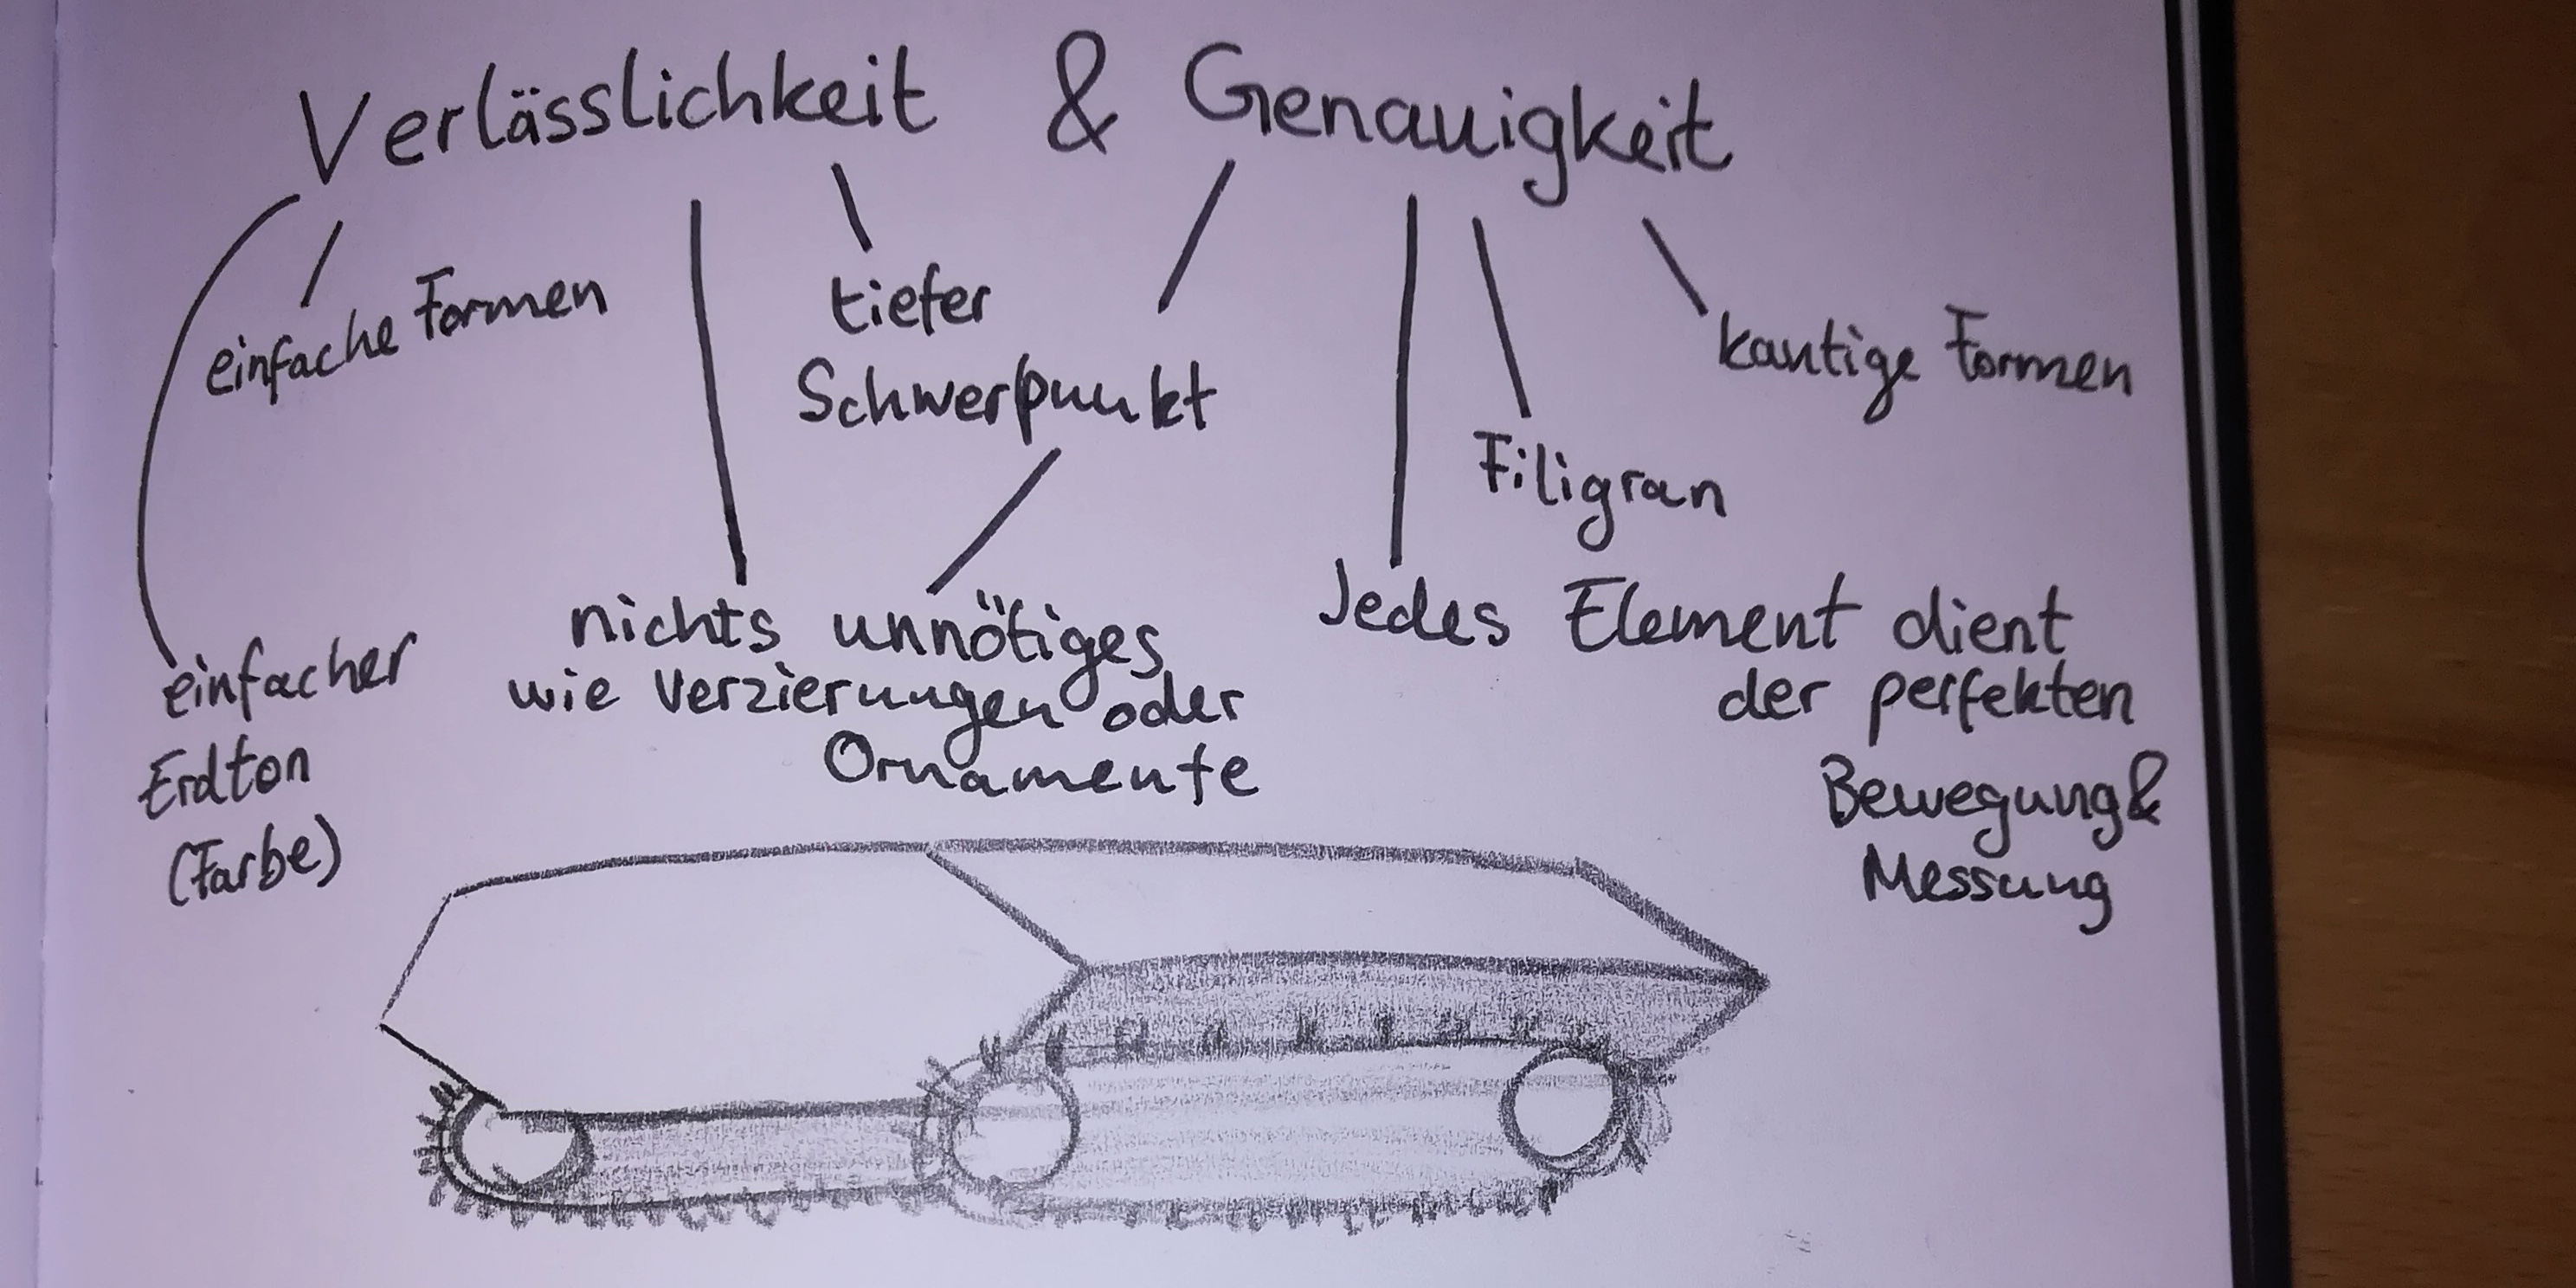 Verlässlichkeit & Genauigkeit
einfache Formen
tiefer
Schwerpunkt
kantige Formen
Filigran
nichts unnötiges
wie Verzierungen oder
Ornamente
Jedes Element dient
der perfekten
Bewegung&
Messung
einfacher
Erdton
(Farbe)